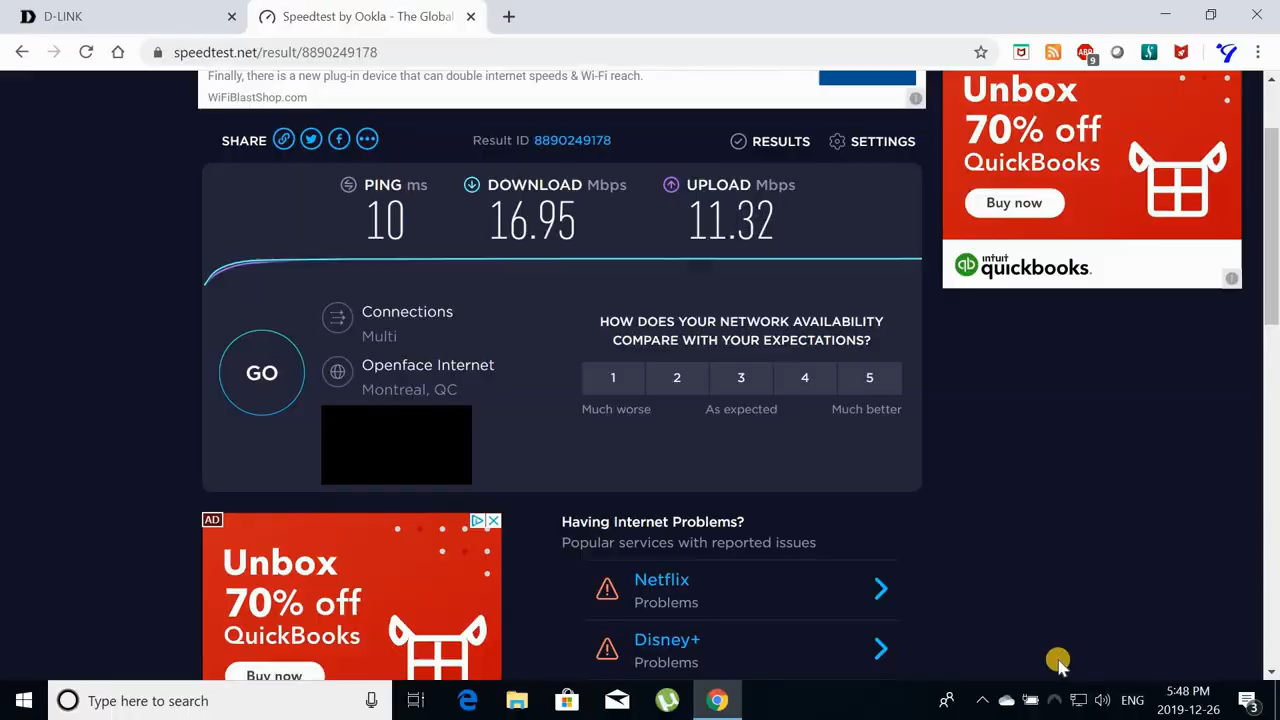 D-LINK
Speedtest by Ookla - The Global
speedtest.net/result/8890249178
ABP
9
Finally, there is a new plug-in device that can double internet speeds & Wi-Fi reach.
WiFiBlastShop.com
SHARE
Result ID 8890249178
RESULTS
SETTINGS
PING ms
DOWNLOAD Mbps
UPLOAD Mbps
10
16.95
11.32
Connections
Multi
GO
Openface Internet
Montreal, QC
HOW DOES YOUR NETWORK AVAILABILITY
COMPARE WITH YOUR EXPECTATIONS?
1 2 3 4 5
Much worse As expected Much better
Unbox
70% off
QuickBooks
Buy now
qb intuit
quickbooks.
AD
Unbox
70% off
QuickBooks
Buy now
Having Internet Problems?
Popular services with reported issues
Netflix
Problems
Disney+
Problems
Type here to search
ENG
5:48 PM
2019-12-26
3